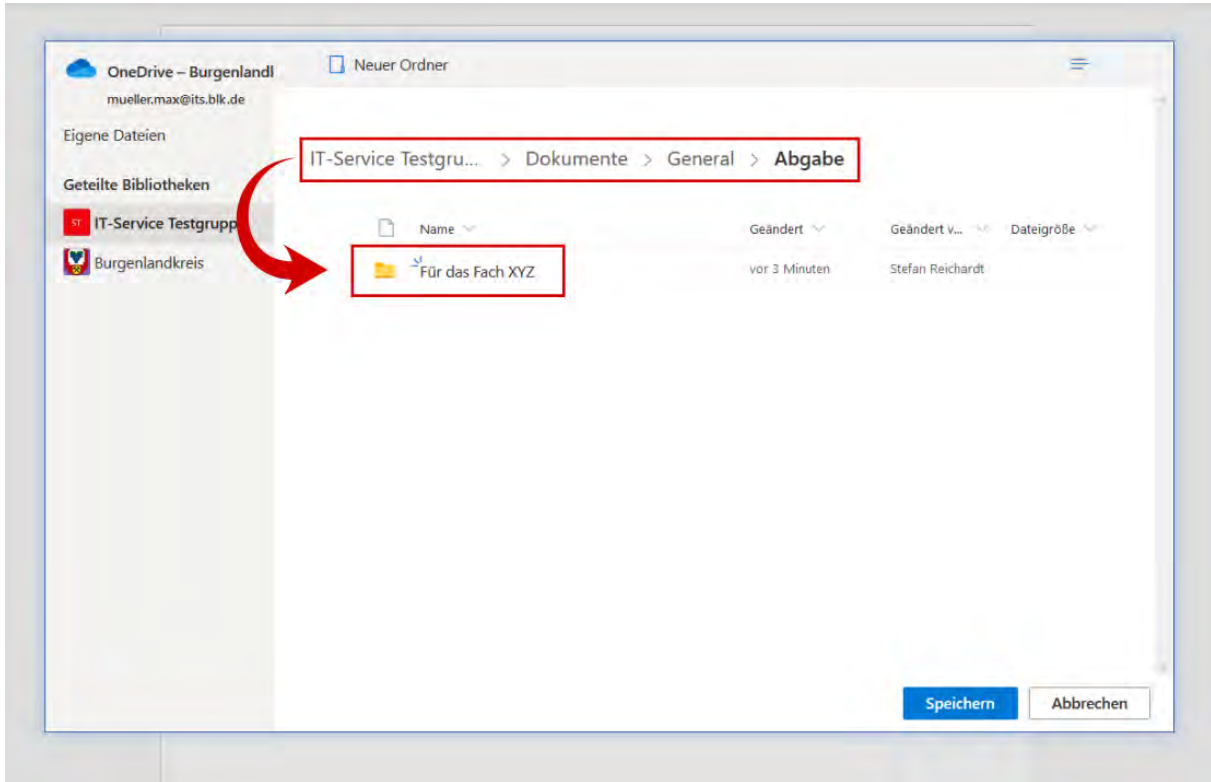 OneDrive – Burgenlandl
mueller.max@its.blk.de
Eigene Dateien
Geteilte Bibliotheken
ST IT-Service Testgrupp
Burgenlandkreis
Neuer Ordner
IT-Service Testgru... > Dokumente > General > Abgabe
Name Geändert Geändert v... Dateigröße
Für das Fach XYZ vor 3 Minuten Stefan Reichardt
Speichern Abbrechen